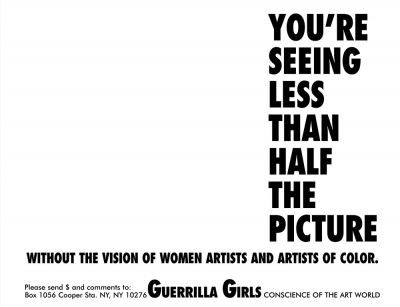 YOU'RE
SEEING
LESS
THAN
HALF
THE
PICTURE
WITHOUT THE VISION OF WOMEN ARTISTS AND ARTISTS OF COLOR.
Please send $ and comments to:
Box 1056 Cooper Sta. NY, NY 10276 GUERRILLA GIRLS CONSCIENCE OF THE ART WORLD